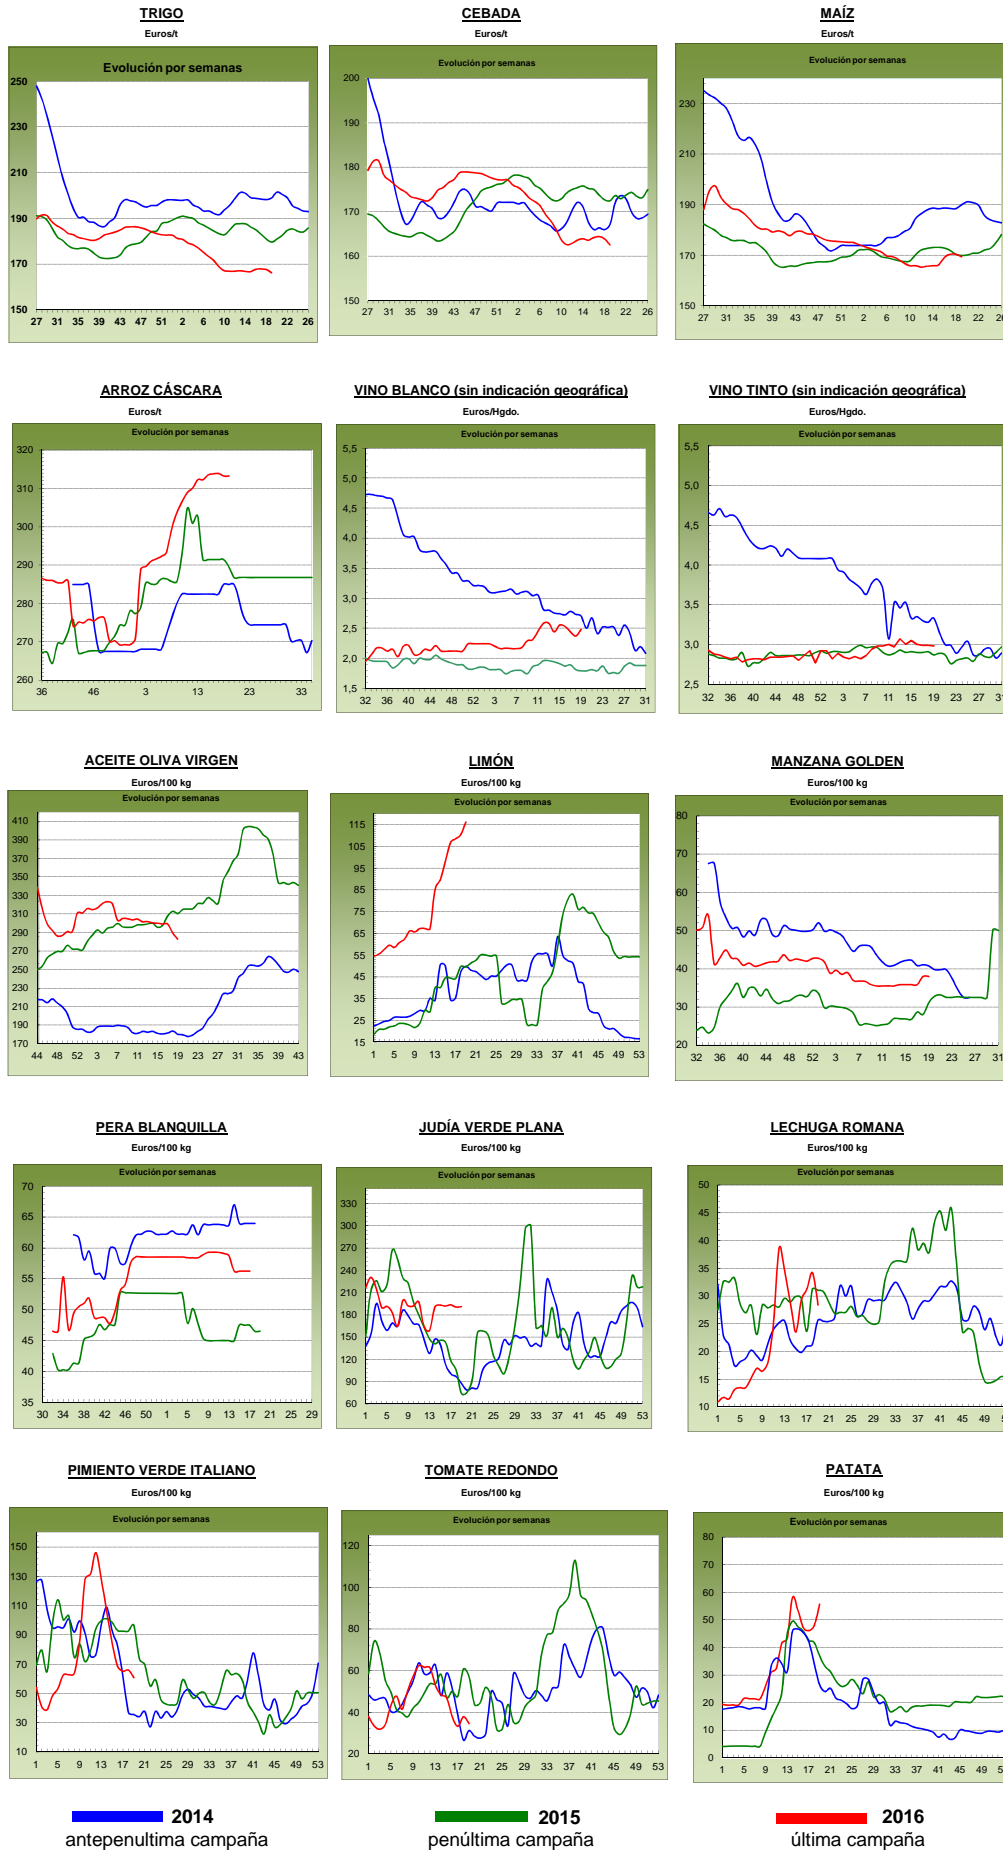 TRIGO
Euros/t
Evolución por semanas
250
230
210
190
170
150
27 31 35 39 43 47 51 2 6 10 14 18 22 26
CEBADA
Euros/t
Evolución por semanas
200
190
180
170
160
150
27 31 35 39 43 47 51 2 6 10 14 18 22 26
MAÍZ
Euros/t
Evolución por semanas
230
210
190
170
150
27 31 35 39 43 47 51 2 6 10 14 18 22 26
ARROZ CÁSCARA
Euros/t
Evolución por semanas
320
310
300
290
280
270
260
36 46 3 13 23 33
VINO BLANCO (sin indicación geográfica)
Euros/Hgdo.
Evolución por semanas
5,5
5,0
4,5
4,0
3,5
3,0
2,5
2,0
1,5
32 36 40 44 48 52 3 7 11 15 19 23 27 31
VINO TINTO (sin indicación geográfica)
Euros/Hgdo.
Evolución por semanas
5,5
5,0
4,5
4,0
3,5
3,0
2,5
32 36 40 44 48 52 3 7 11 15 19 23 27 31
ACEITE OLIVA VIRGEN
Euros/100 kg
Evolución por semanas
410
390
370
350
330
310
290
270
250
230
210
190
170
44 48 52 3 7 11 15 19 23 27 31 35 39 43
LIMÓN
Euros/100 kg
Evolución por semanas
115
105
95
85
75
65
55
45
35
25
15
1 5 9 13 17 21 25 29 33 37 41 45 49 53
MANZANA GOLDEN
Euros/100 kg
Evolución por semanas
80
70
60
50
40
30
20
32 36 40 44 48 52 3 7 11 15 19 23 27 31
PERA BLANQUILLA
Euros/100 kg
Evolución por semanas
70
65
60
55
50
45
40
35
30 34 38 42 46 50 1 5 9 13 17 21 25 29
JUDÍA VERDE PLANA
Euros/100 kg
Evolución por semanas
330
300
270
240
210
180
150
120
90
60
1 5 9 13 17 21 25 29 33 37 41 45 49 53
LECHUGA ROMANA
Euros/100 kg
Evolución por semanas
50
45
40
35
30
25
20
15
10
1 5 9 13 17 21 25 29 33 37 41 45 49
PIMIENTO VERDE ITALIANO
Euros/100 kg
Evolución por semanas
150
130
110
90
70
50
30
10
1 5 9 13 17 21 25 29 33 37 41 45 49 53
TOMATE REDONDO
Euros/100 kg
Evolución por semanas
120
100
80
60
40
20
1 5 9 13 17 21 25 29 33 37 41 45 49 53
PATATA
Euros/100 kg
Evolución por semanas
80
70
60
50
40
30
20
10
0
1 5 9 13 17 21 25 29 33 37 41 45 49
2014
antepenultima campaña
2015
penúltima campaña
2016
última campaña